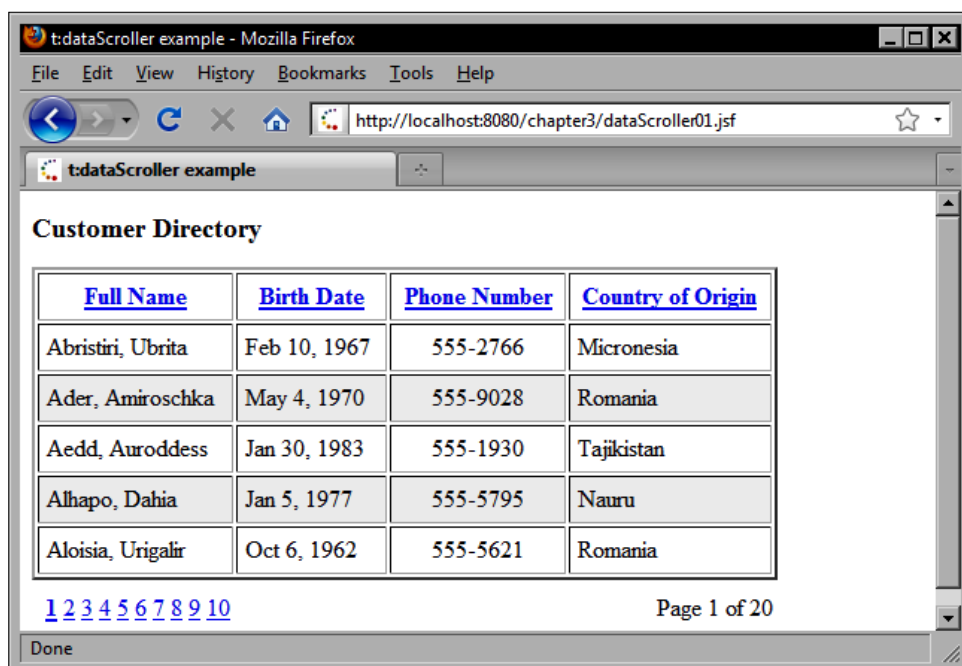 t:dataScroller example - Mozilla Firefox
File Edit View History Bookmarks Tools Help
http://localhost:8080/chapter3/dataScroller01.jsf
t:dataScroller example
Customer Directory
Full Name Birth Date Phone Number Country of Origin
Abristiri, Ubrita Feb 10, 1967 555-2766 Micronesia
Ader, Amiroschka May 4, 1970 555-9028 Romania
Aedd, Auroddess Jan 30, 1983 555-1930 Tajikistan
Alhapo, Dahia Jan 5, 1977 555-5795 Nauru
Aloisia, Urigalir Oct 6, 1962 555-5621 Romania
1 2 3 4 5 6 7 8 9 10 Page 1 of 20
Done